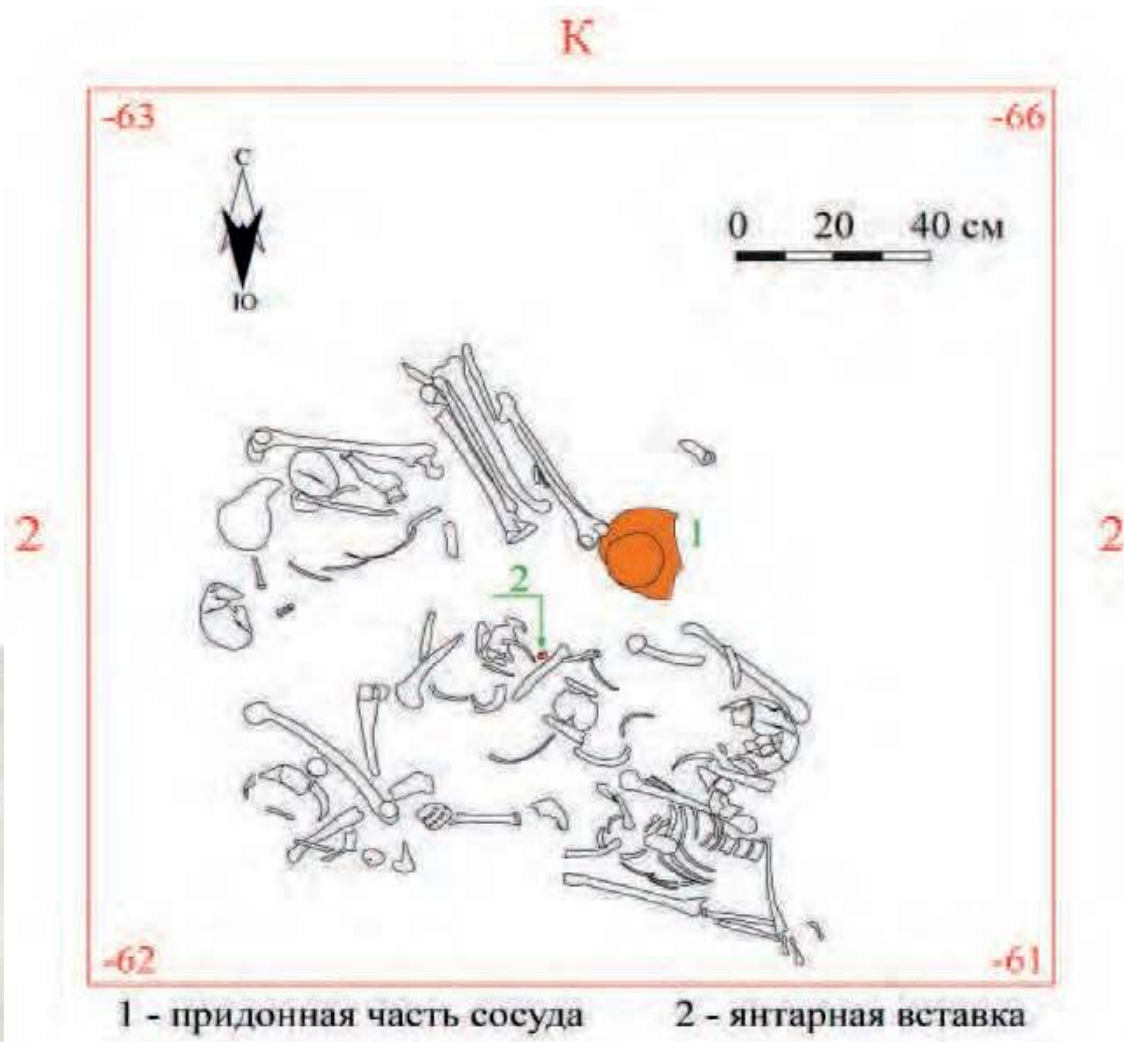 К
-63 -66
С
0 20 40 см
Ю
2 1 2
2
-62 -61
1 - придонная часть сосуда 2 - янтарная вставка